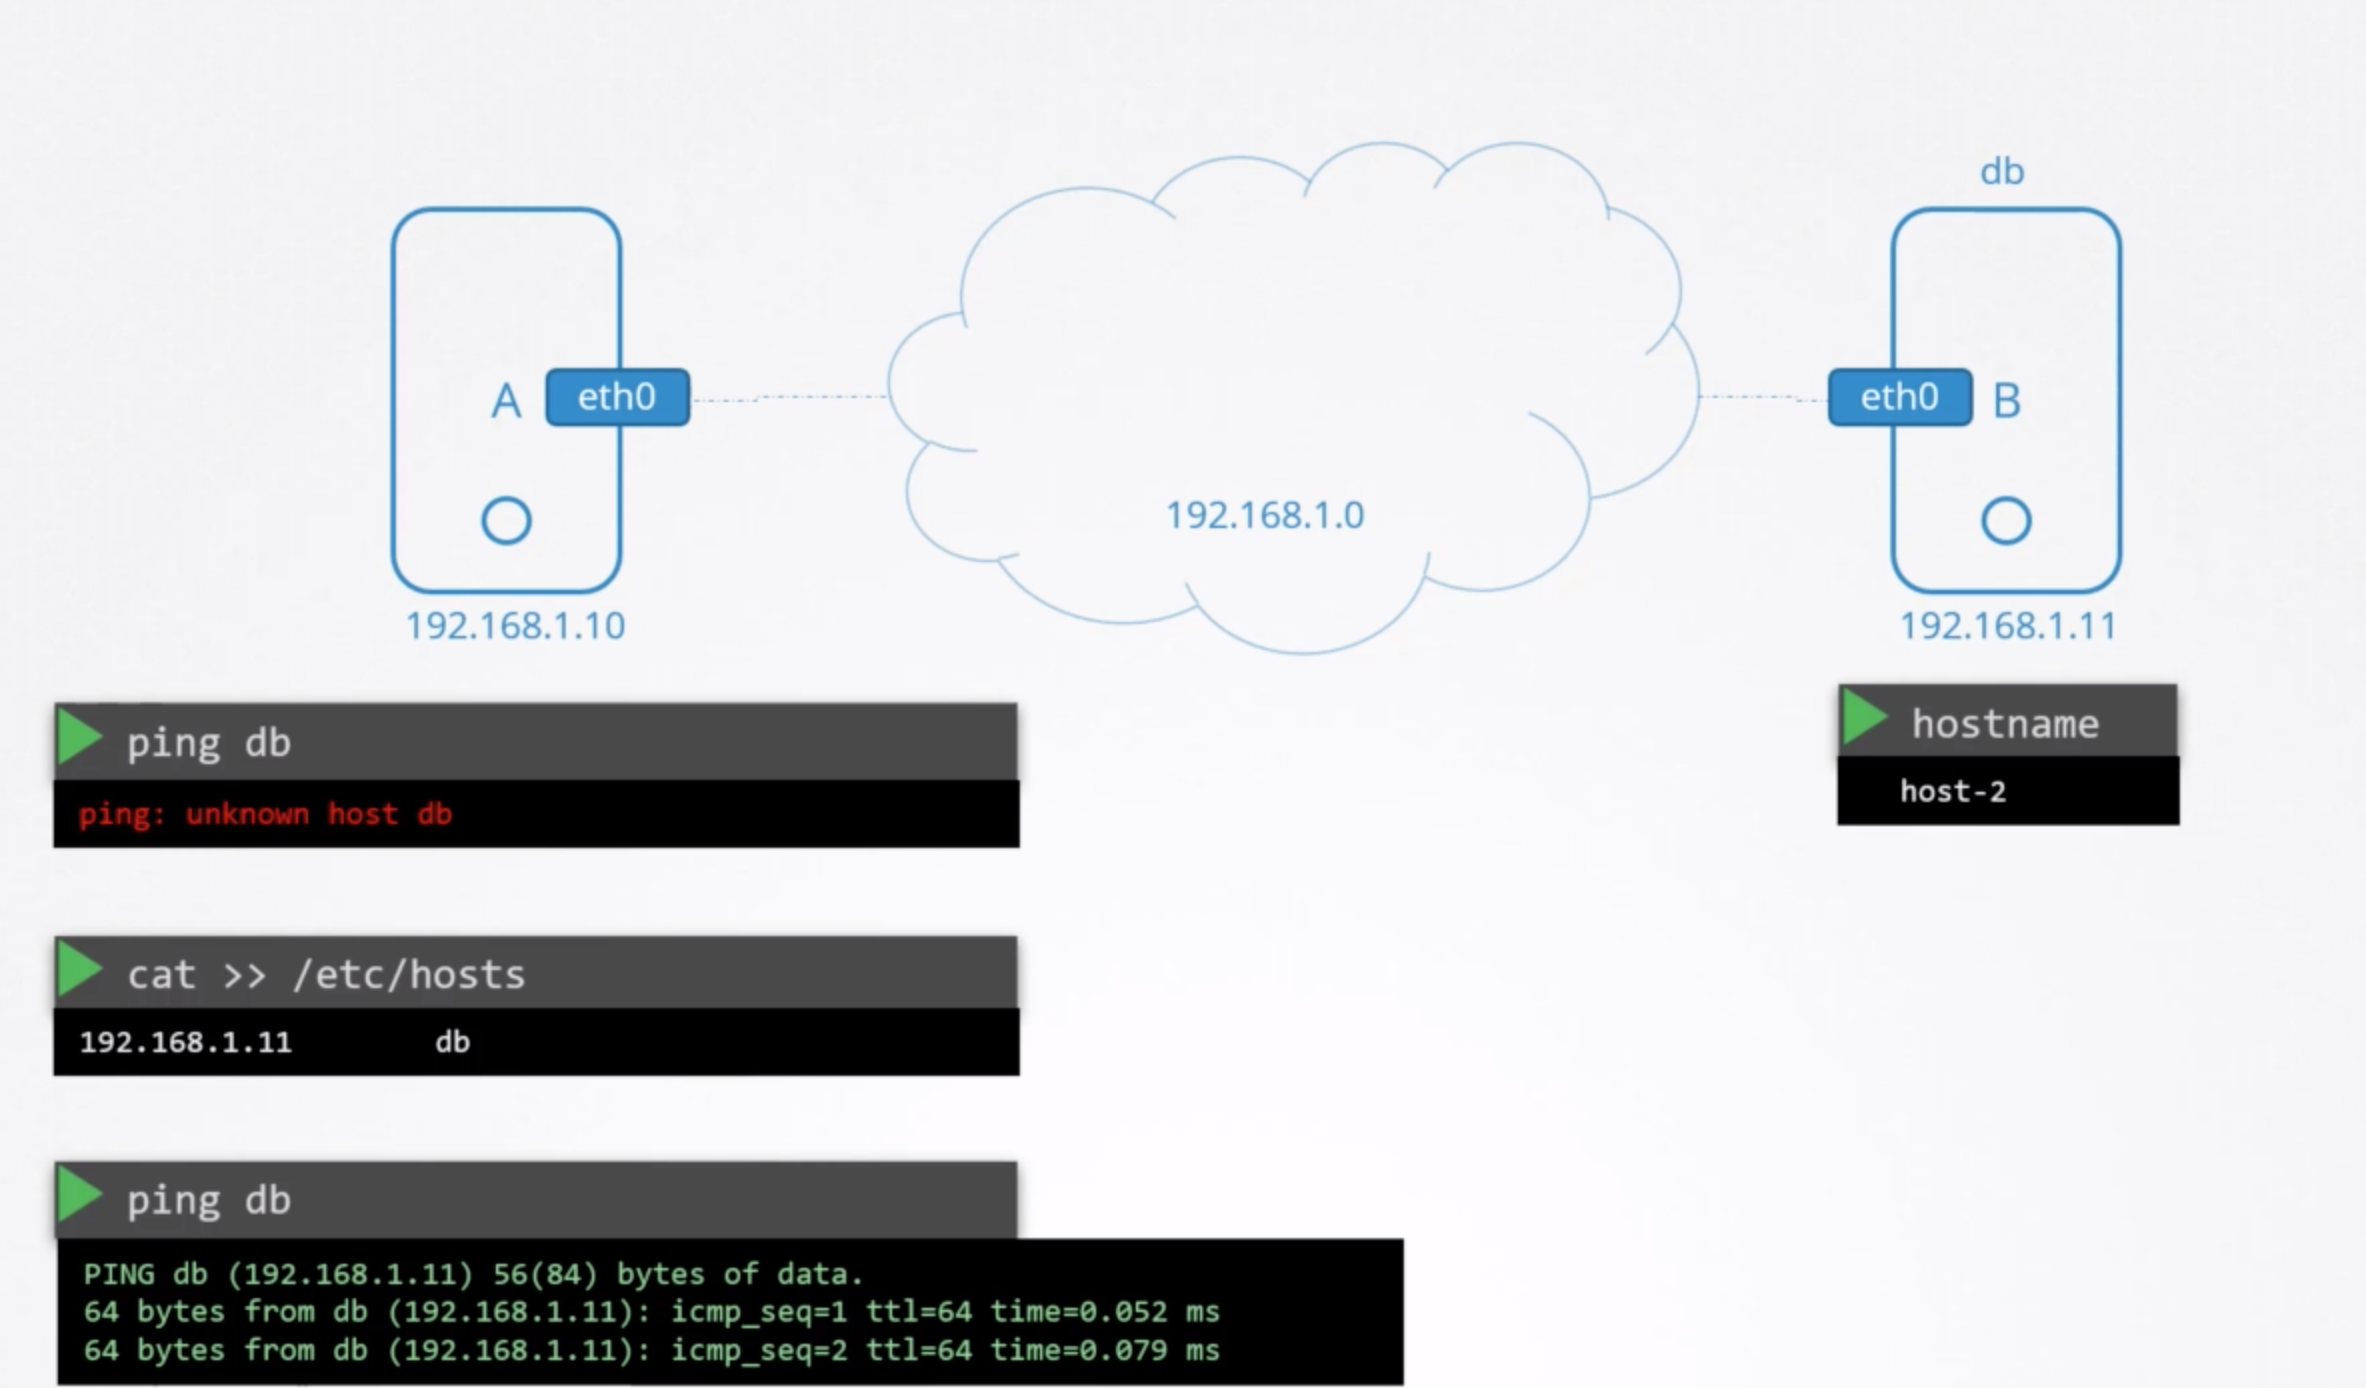 db
A
eth0
eth0
B
192.168.1.0
192.168.1.10
192.168.1.11
ping db
ping: unknown host db
hostname
host-2
cat >> /etc/hosts
192.168.1.11 db
ping db
PING db (192.168.1.11) 56(84) bytes of data.
64 bytes from db (192.168.1.11): icmp_seq=1 ttl=64 time=0.052 ms
64 bytes from db (192.168.1.11): icmp_seq=2 ttl=64 time=0.079 ms